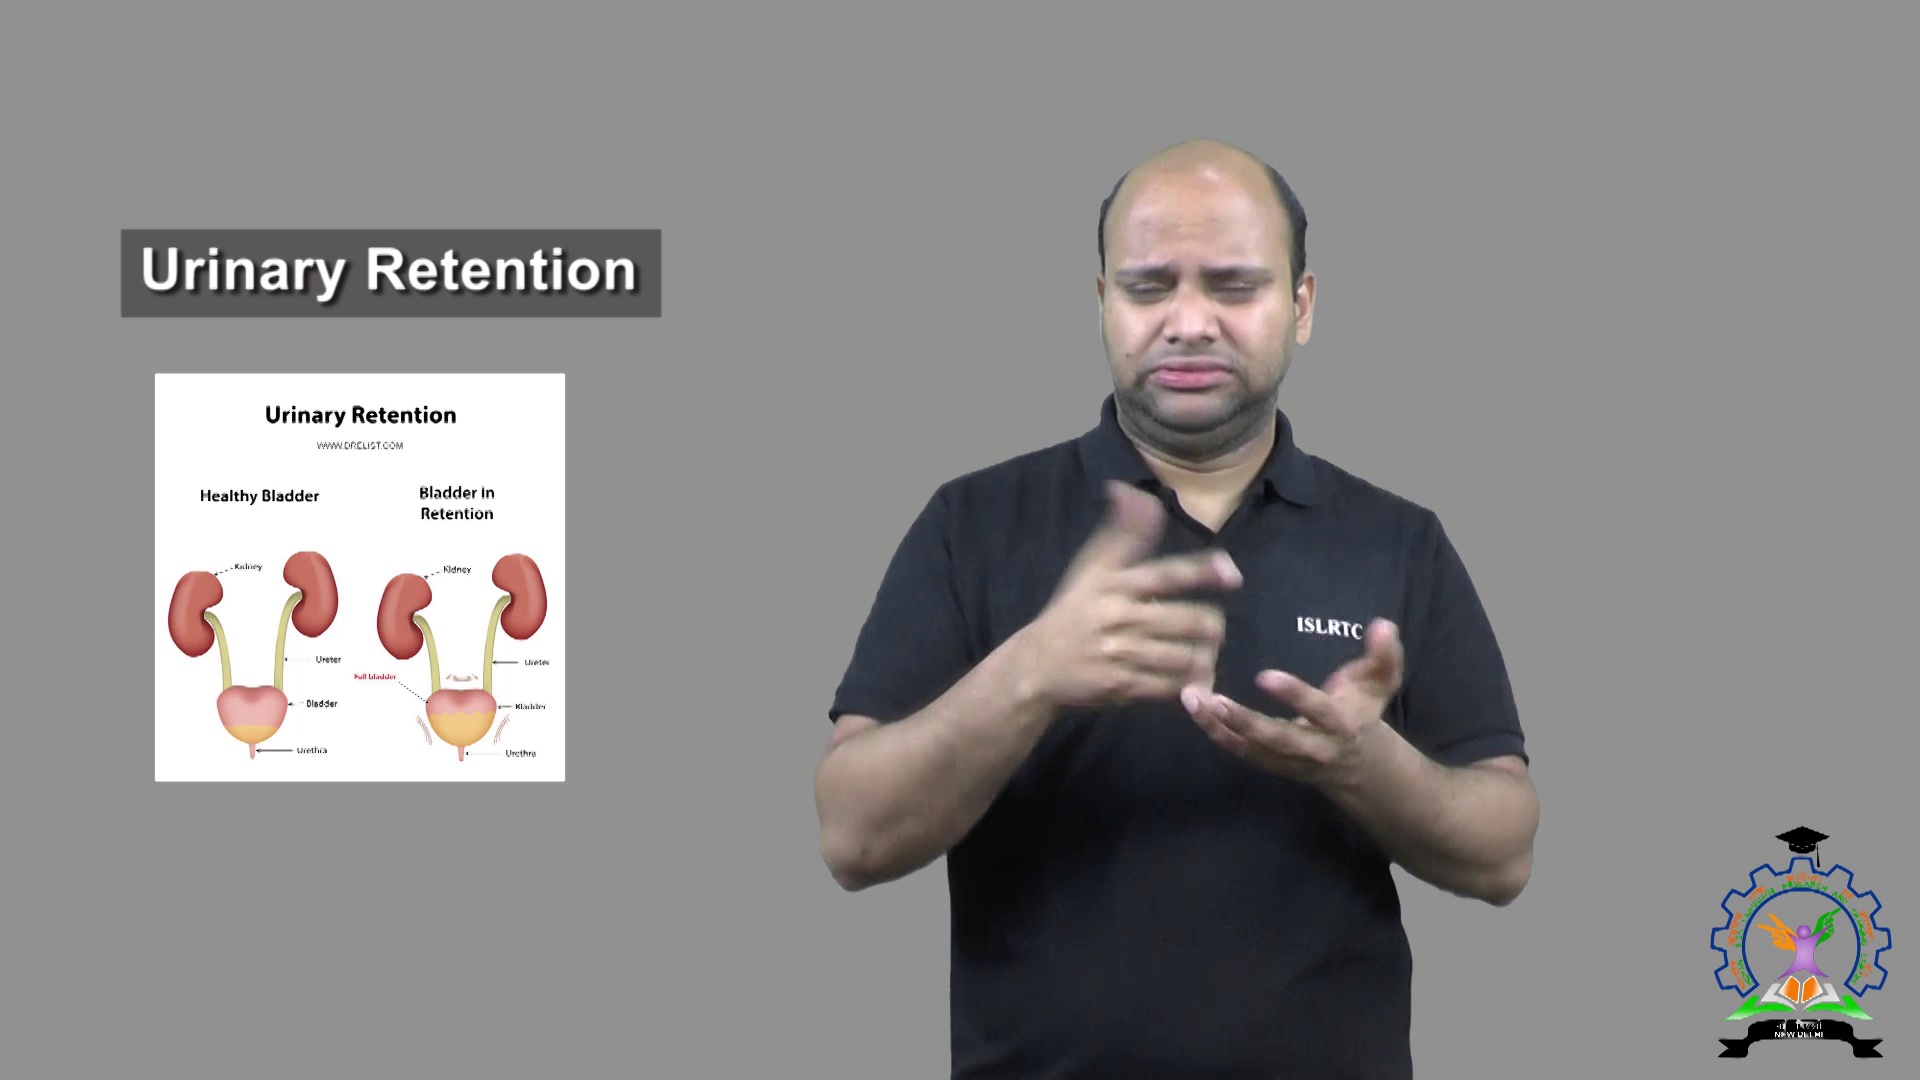 Urinary Retention
Urinary Retention
WWW.DRELIST.COM
Healthy Bladder
Bladder In
Retention
Kidney
Kidney
Ureter
Ureter
Full Bladder
Bladder
Bladder
Urethra
Urethra
ISLRTC
NEW DELHI